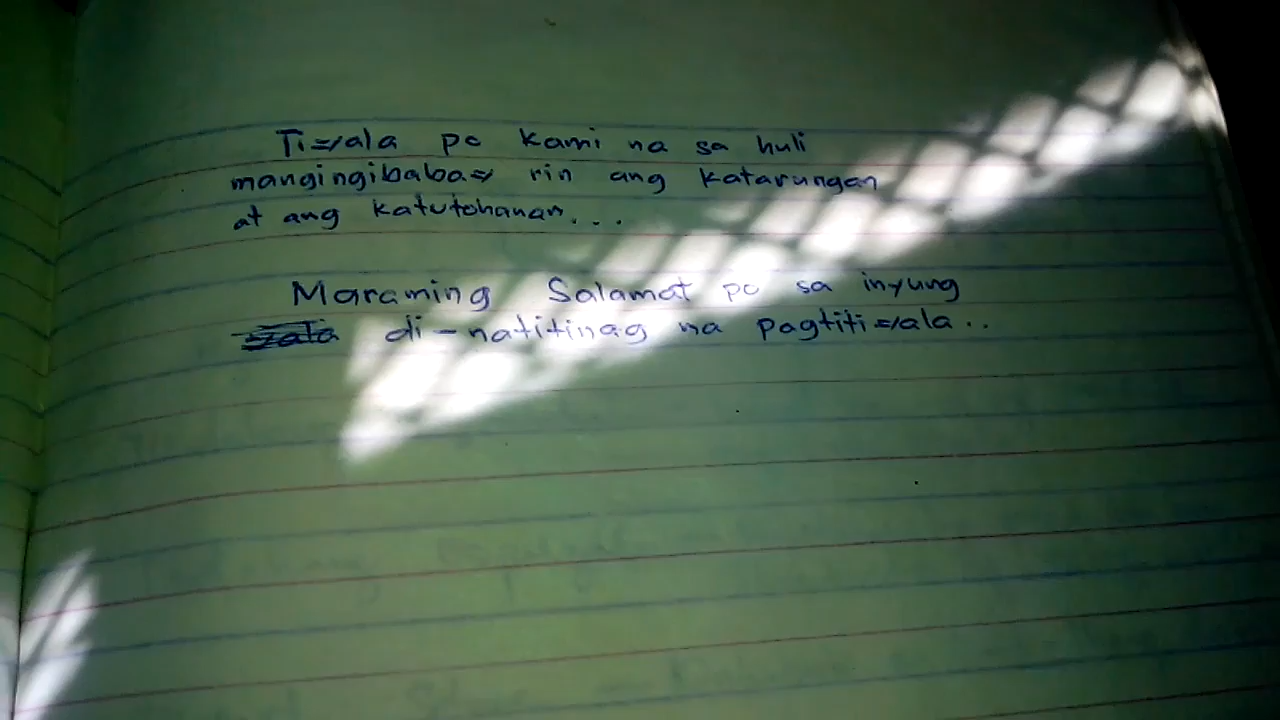 Tiwala po kami na sa huli
mangingibabaw rin ang katarungan
at ang katutohanan...
Maraming Salamat po sa inyung
di-natitinag na pagtitiwala..